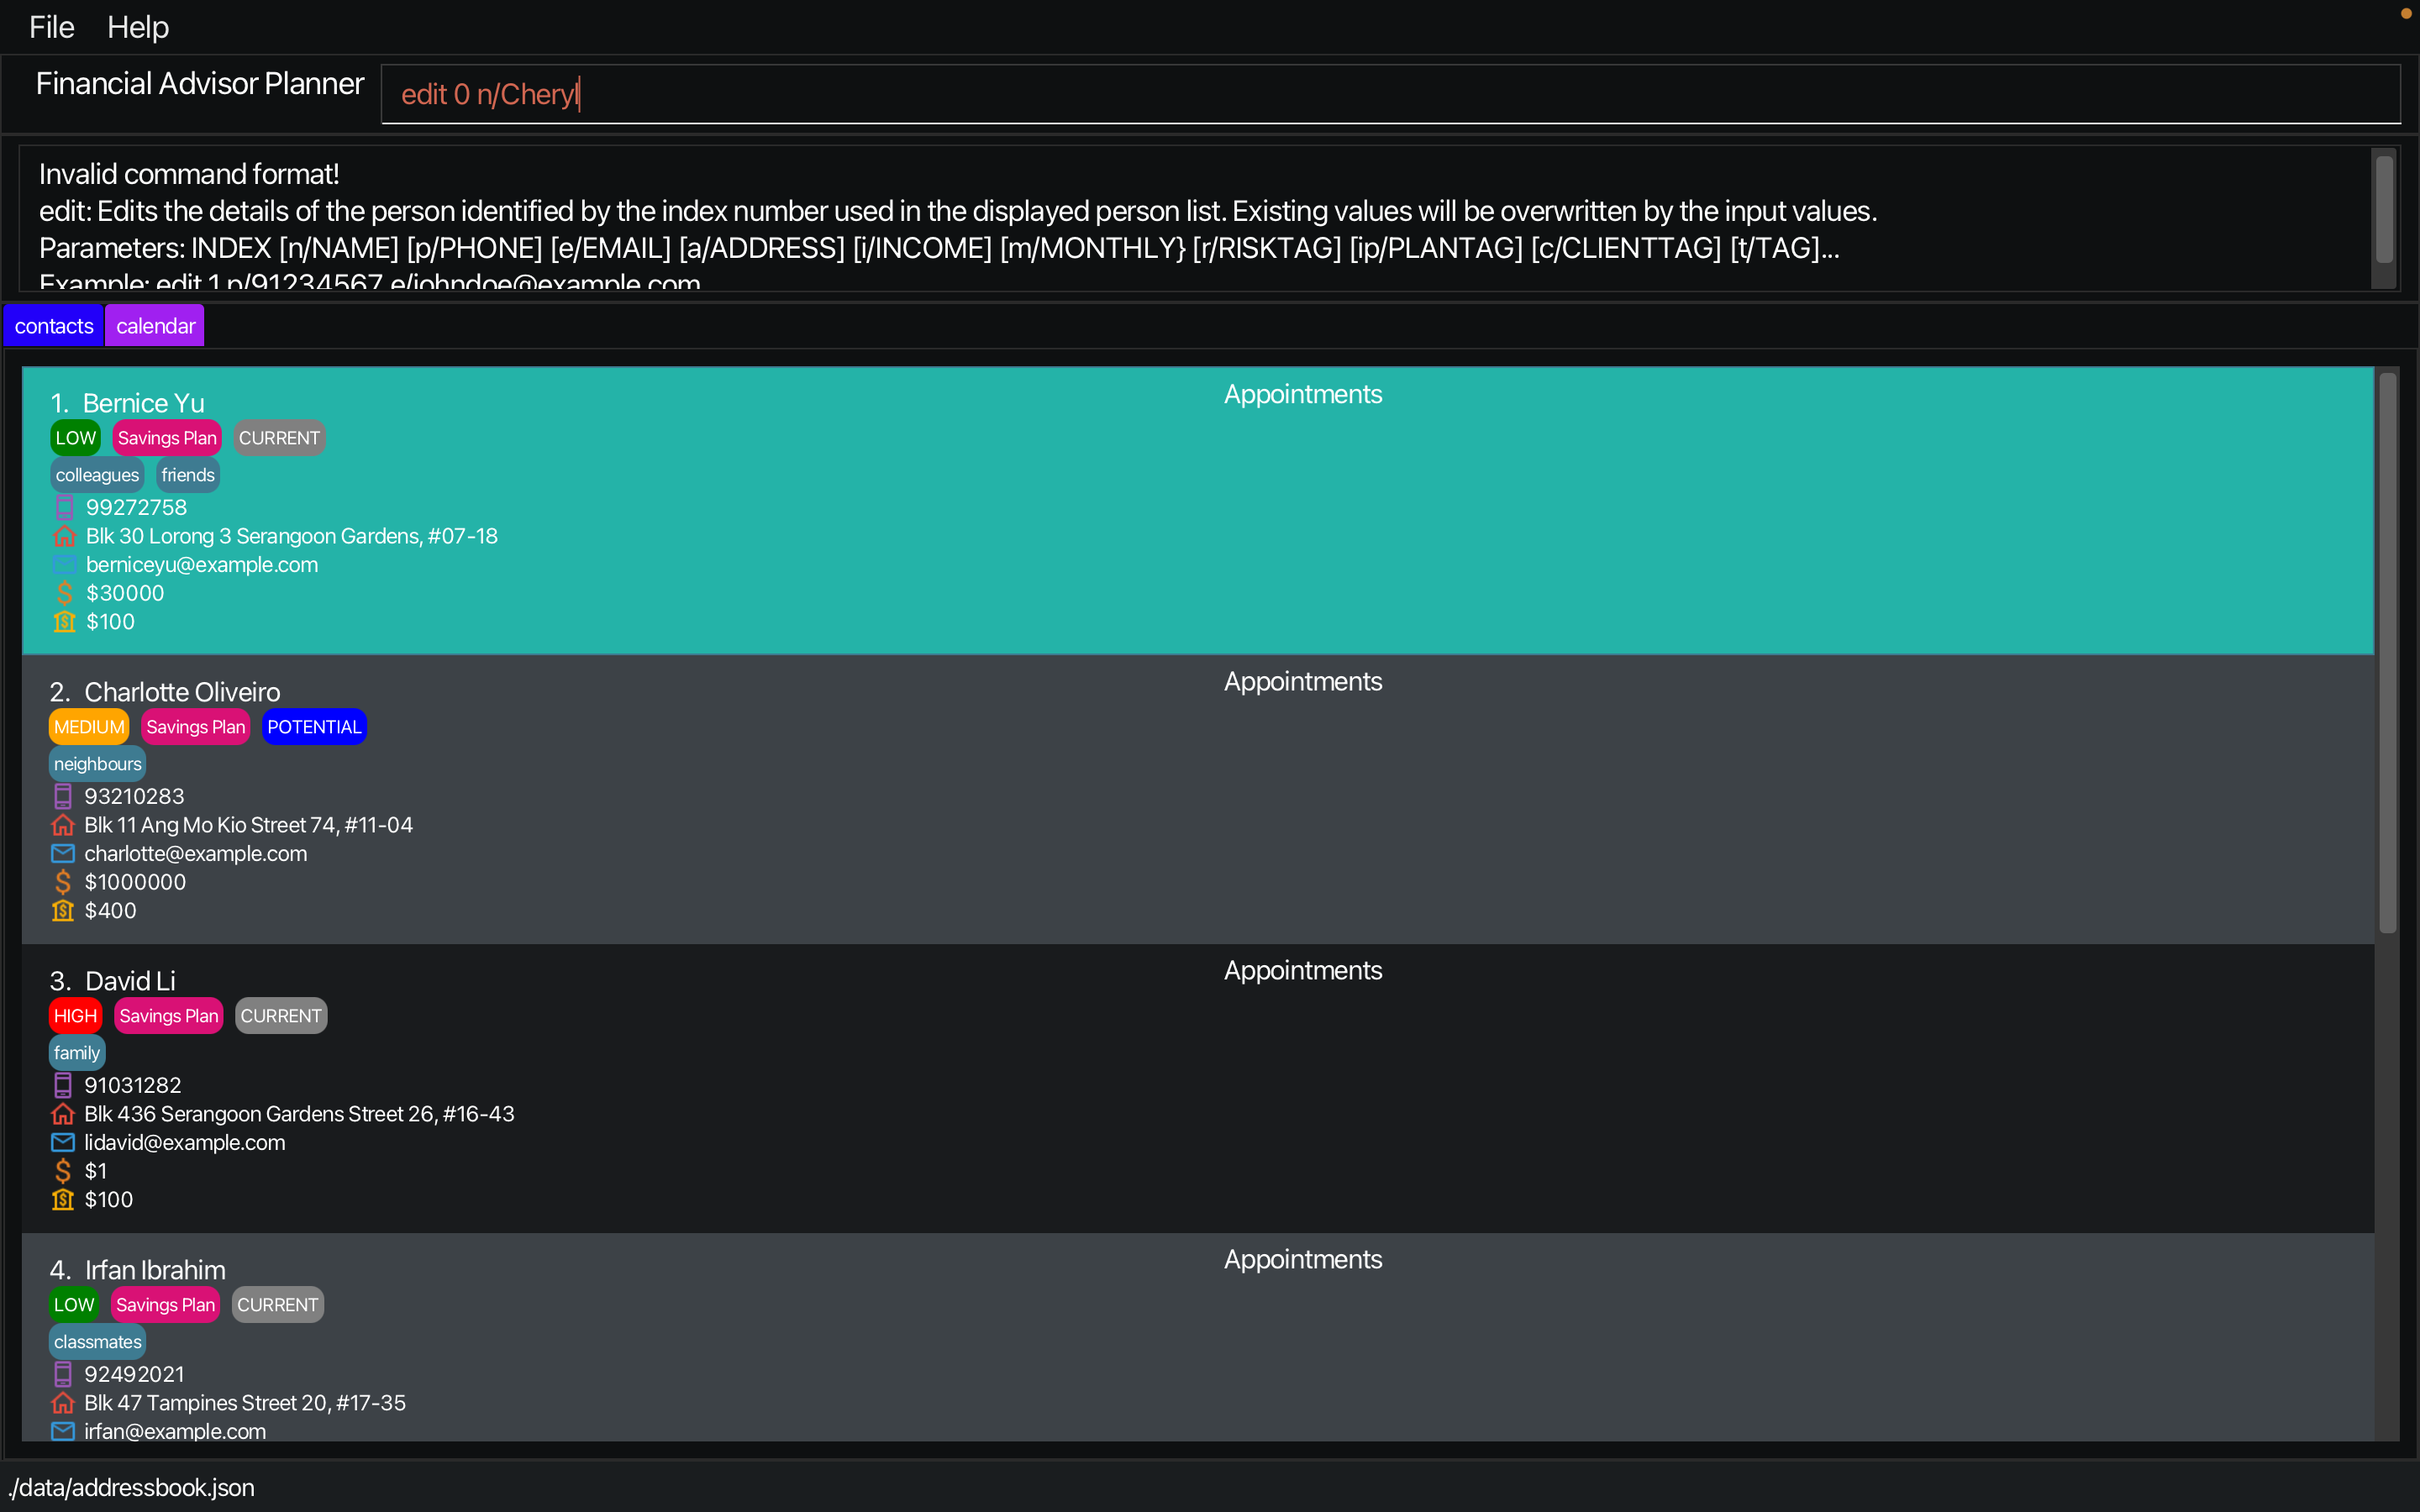 File Help
Financial Advisor Planner edit 0 n/Cheryl
Invalid command format!
edit: Edits the details of the person identified by the index number used in the displayed person list. Existing values will be overwritten by the input values.
Parameters: INDEX [n/NAME] [p/PHONE] [e/EMAIL] [a/ADDRESS] [i/INCOME] [m/MONTHLY} [r/RISKTAG] [ip/PLANTAG] [c/CLIENTTAG] [t/TAG]...
Example: edit 1 p/91234567 e/johndoe@example.com
contacts calendar
1. Bernice Yu Appointments
LOW Savings Plan CURRENT
colleagues friends
99272758
Blk 30 Lorong 3 Serangoon Gardens, #07-18
berniceyu@example.com
$30000
$100
2. Charlotte Oliveiro Appointments
MEDIUM Savings Plan POTENTIAL
neighbours
93210283
Blk 11 Ang Mo Kio Street 74, #11-04
charlotte@example.com
$1000000
$400
3. David Li Appointments
HIGH Savings Plan CURRENT
family
91031282
Blk 436 Serangoon Gardens Street 26, #16-43
lidavid@example.com
$1
$100
4. Irfan Ibrahim Appointments
LOW Savings Plan CURRENT
classmates
92492021
Blk 47 Tampines Street 20, #17-35
irfan@example.com
./data/addressbook.json